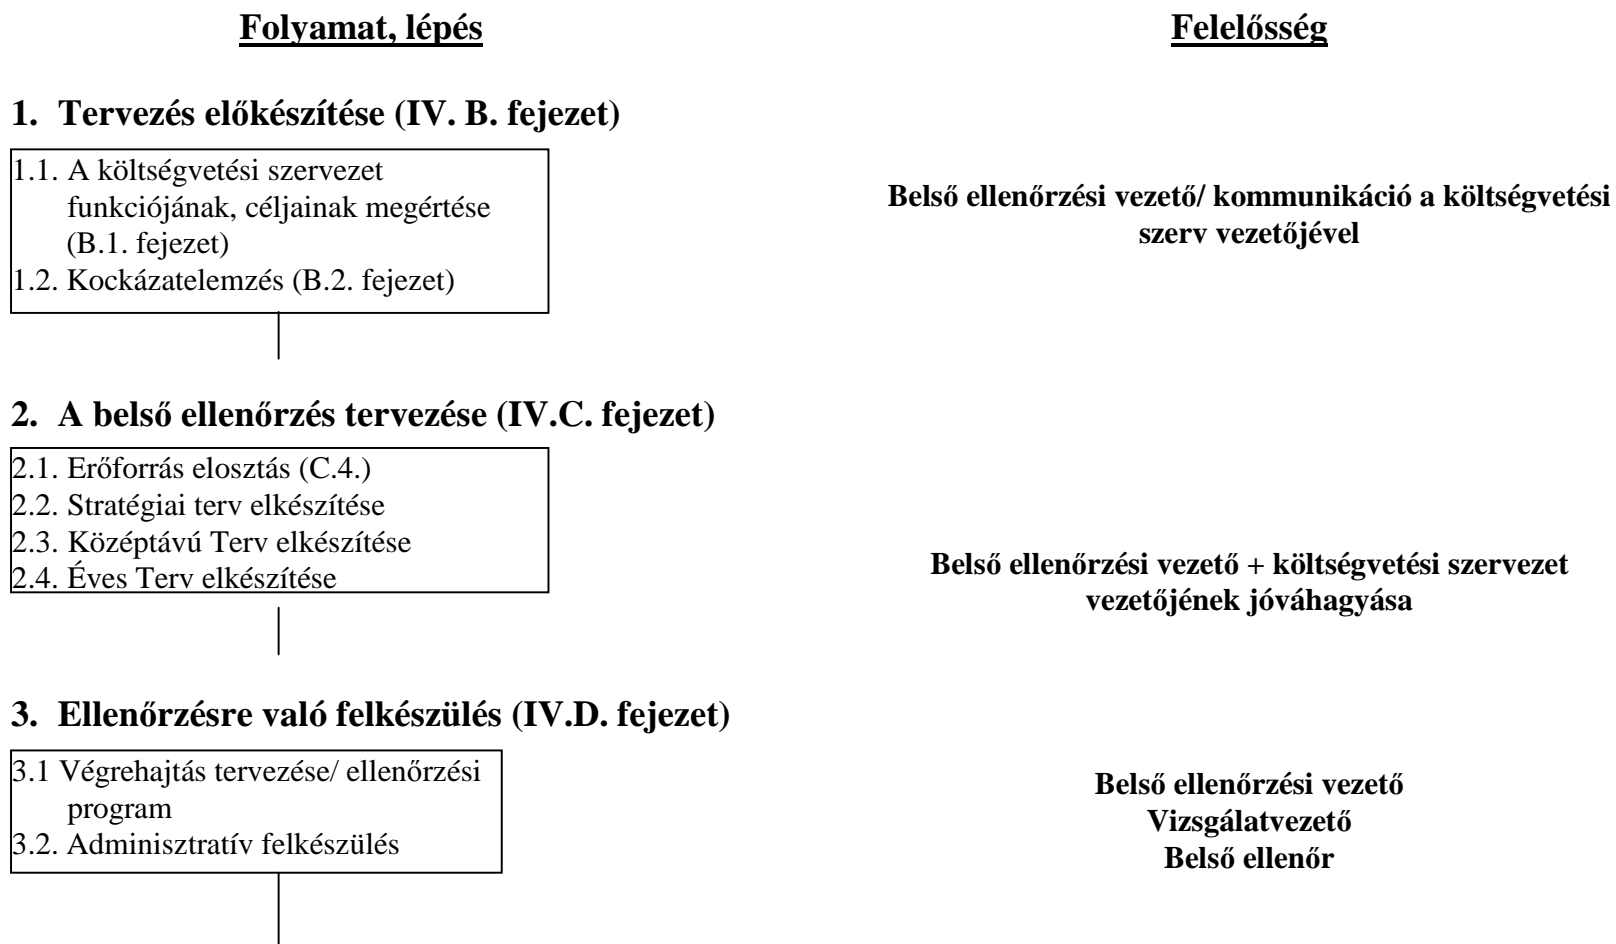 Folyamat, lépés
Felelősség
1. Tervezés előkészítése (IV. B. fejezet)
1.1. A költségvetési szervezet
funkciójának, céljainak megértése
(B.1. fejezet)
1.2. Kockázatelemzés (B.2. fejezet)
Belső ellenőrzési vezető/ kommunikáció a költségvetési
szerv vezetőjével
2. A belső ellenőrzés tervezése (IV.C. fejezet)
2.1. Erőforrás elosztás (C.4.)
2.2. Stratégiai terv elkészítése
2.3. Középtávú Terv elkészítése
2.4. Éves Terv elkészítése
Belső ellenőrzési vezető + költségvetési szervezet
vezetőjének jóváhagyása
3. Ellenőrzésre való felkészülés (IV.D. fejezet)
3.1 Végrehajtás tervezése/ ellenőrzési
program
3.2. Adminisztratív felkészülés
Belső ellenőrzési vezető
Vizsgálatvezető
Belső ellenőr